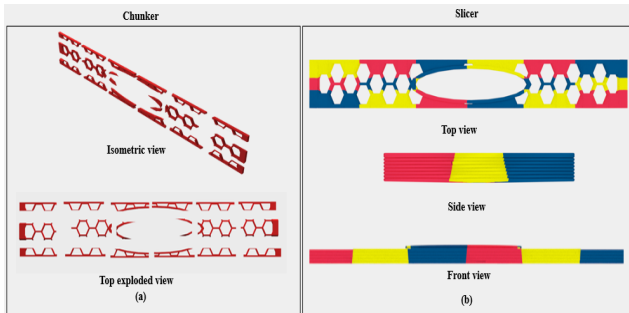 Chunker
Isometric view
Top exploded view
(a)
Slicer
Top view
Side view
Front view
(b)